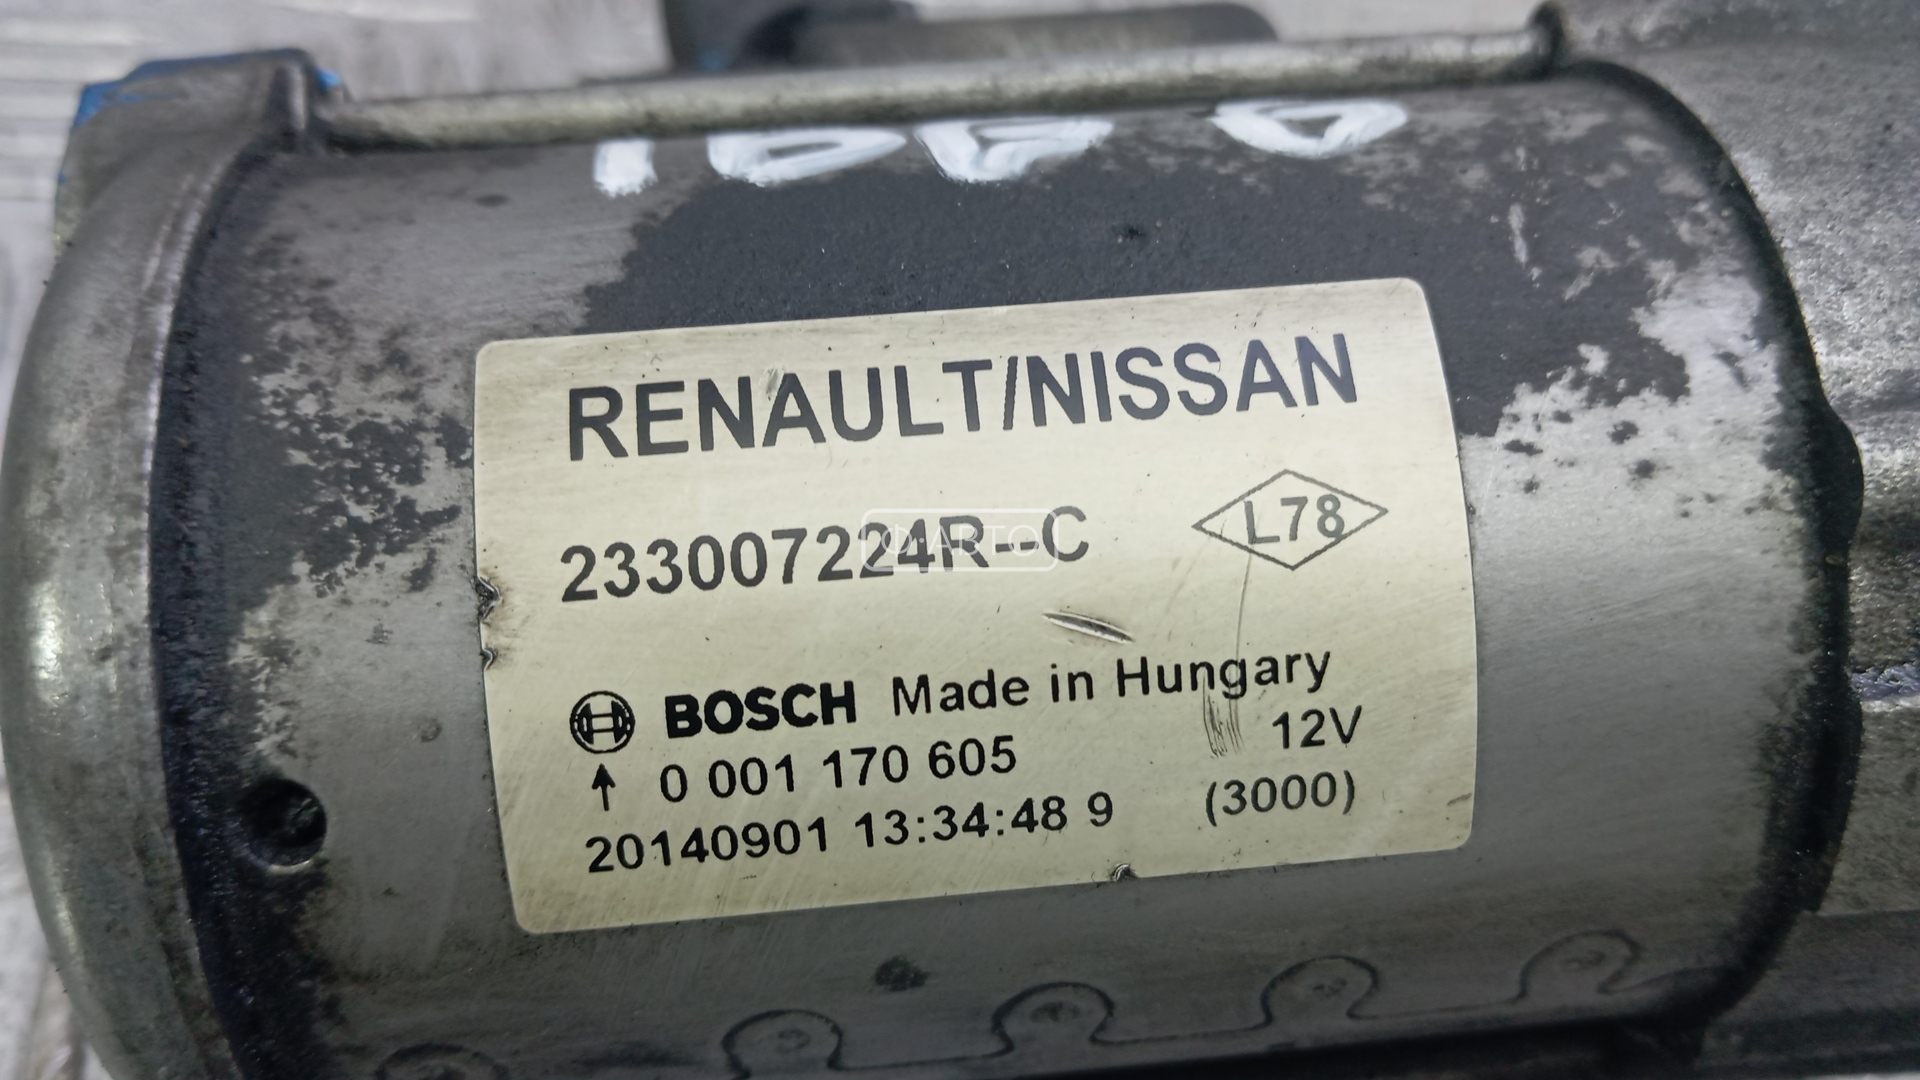 RENAULT/NISSAN
233007224R--C
L78
BOSCH Made in Hungary
0 001 170 605 12V
20140901 13:34:48 9 (3000)